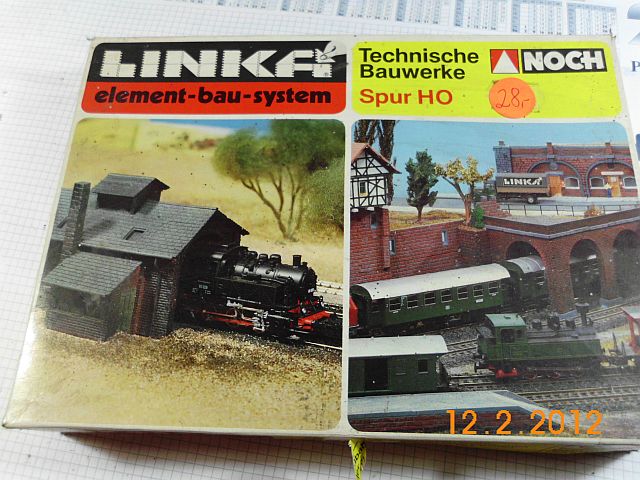 LINKA
element-bau-system
Technische
Bauwerke
Spur HO
NOCH
28,-
LINKA
12.2.2012